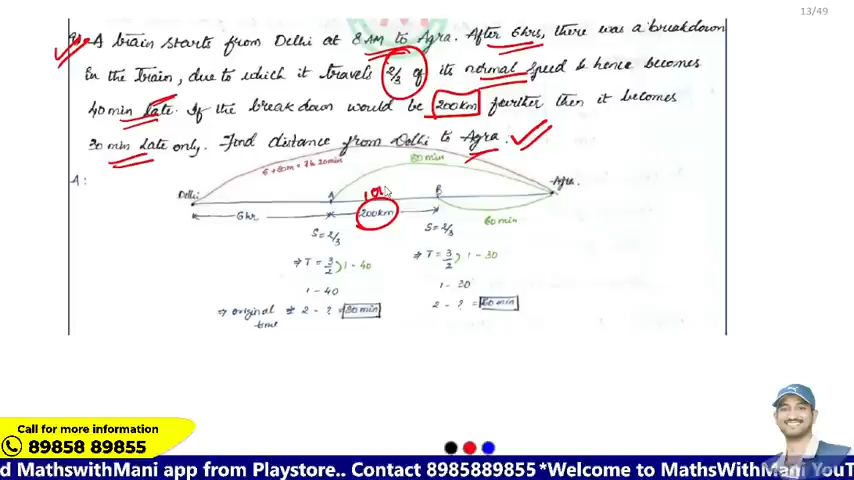 13/49
Q. A train starts from Delhi at 8 AM to Agra. After 6hrs, there was a breakdown
in the Train, due to which it travels 2/3 of its normal speed & hence becomes
40 min late. If the breakdown would be 200km further then it becomes
30 min Late only. Find distance from Delhi to Agra.
A:
6 + 80m = 7h 20min
80 min
Delhi
A
B
Agra.
6hr
200km
60 min
S = 2/3
S = 2/3
⇒ T = 3/2) 1 - 40
⇒ T = 3/2) 1 - 30
1 - 40
1 - 30
⇒ original time
2 - ? = 80 min
2 - ? = 60 min
Call for more information
89858 89855
d MathswithMani app from Playstore.. Contact 8985889855 *Welcome to MathsWithMani YouT